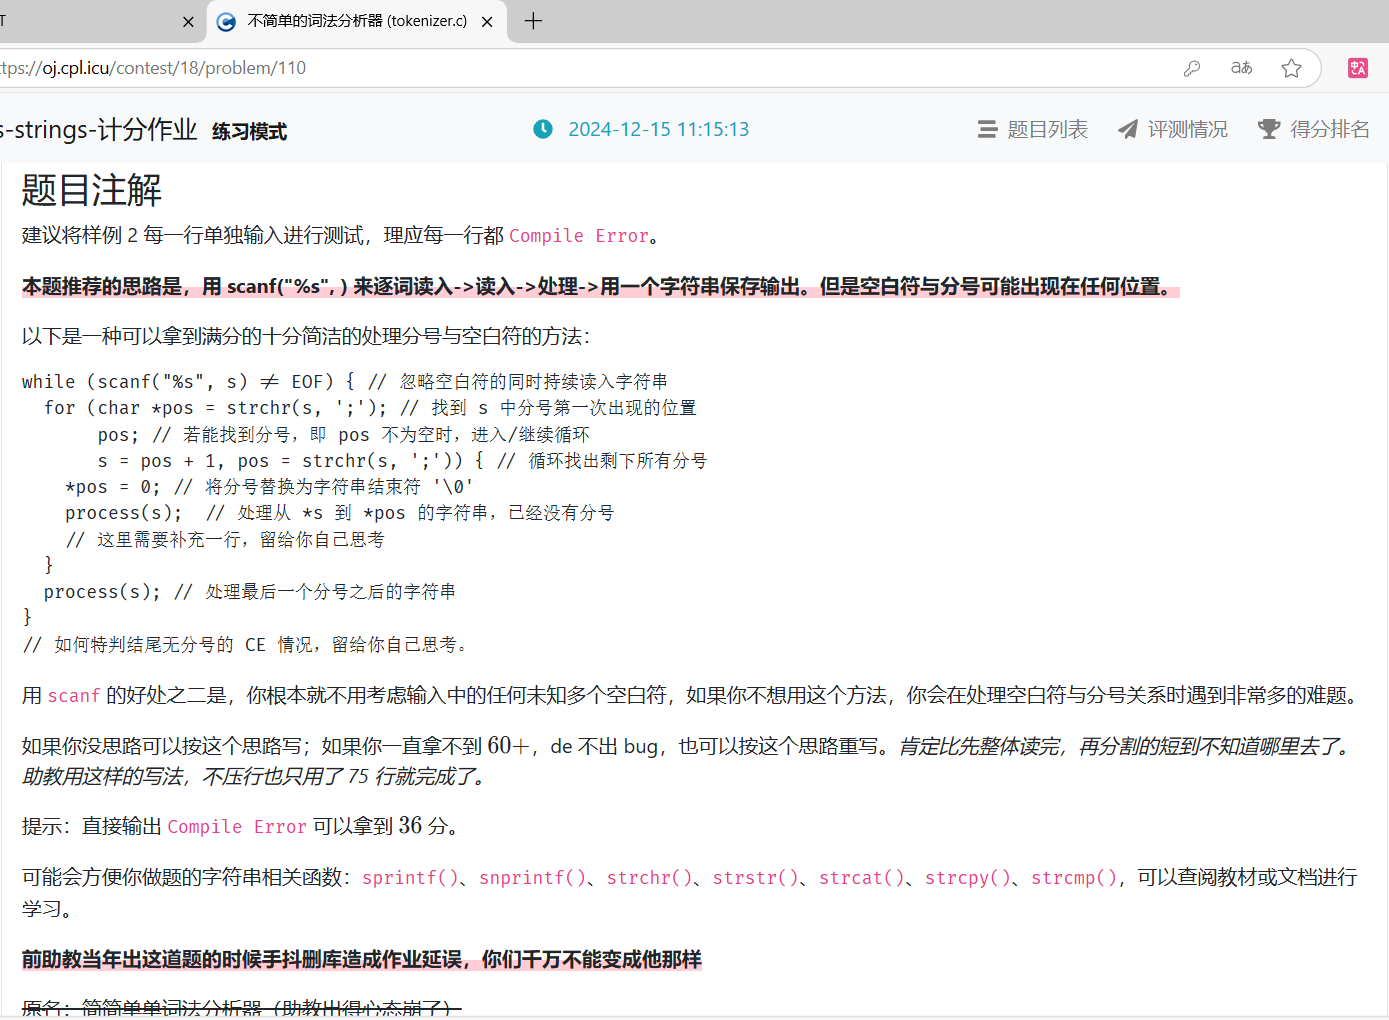 T
不简单的词法分析器 (tokenizer.c)
ttps://oj.cpl.icu/contest/18/problem/110
aあ
s-strings-计分作业 练习模式
2024-12-15 11:15:13
题目列表
评测情况
得分排名
题目注解
建议将样例 2 每一行单独输入进行测试，理应每一行都 Compile Error。
本题推荐的思路是，用 scanf("%s", ) 来逐词读入->读入->处理->用一个字符串保存输出。但是空白符与分号可能出现在任何位置。
以下是一种可以拿到满分的十分简洁的处理分号与空白符的方法：
while (scanf("%s", s) != EOF) { // 忽略空白符的同时持续读入字符串
for (char *pos = strchr(s, ';'); // 找到 s 中分号第一次出现的位置
pos; // 若能找到分号，即 pos 不为空时，进入/继续循环
s = pos + 1, pos = strchr(s, ';')) { // 循环找出剩下所有分号
*pos = 0; // 将分号替换为字符串结束符 '\0'
process(s);  // 处理从 *s 到 *pos 的字符串，已经没有分号
// 这里需要补充一行，留给你自己思考
}
process(s); // 处理最后一个分号之后的字符串
}
// 如何特判结尾无分号的 CE 情况，留给你自己思考。
用 scanf 的好处之二是，你根本就不用考虑输入中的任何未知多个空白符，如果你不想用这个方法，你会在处理空白符与分号关系时遇到非常多的难题。
如果你没思路可以按这个思路写；如果你一直拿不到 60+，de 不出 bug，也可以按这个思路重写。肯定比先整体读完，再分割的短到不知道哪里去了。
助教用这样的写法，不压行也只用了 75 行就完成了。
提示：直接输出 Compile Error 可以拿到 36 分。
可能会方便你做题的字符串相关函数：sprintf()、snprintf()、strchr()、strstr()、strcat()、strcpy()、strcmp()，可以查阅教材或文档进行
学习。
前助教当年出这道题的时候手抖删库造成作业延误，你们千万不能变成他那样
原名：简简单单词法分析器（助教出得心态崩了）